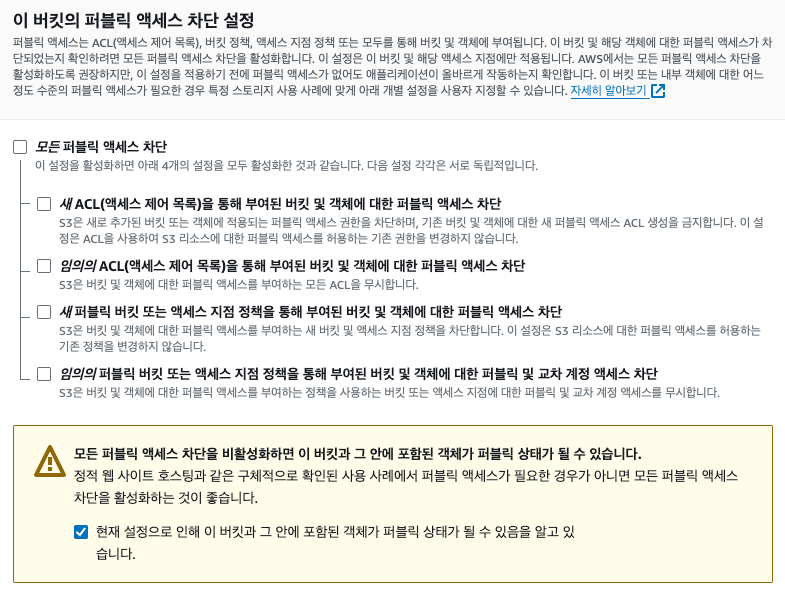 이 버킷의 퍼블릭 액세스 차단 설정
퍼블릭 액세스는 ACL(액세스 제어 목록), 버킷 정책, 액세스 지점 정책 또는 모두를 통해 버킷 및 객체에 부여됩니다. 이 버킷 및 해당 객체에 대한 퍼블릭 액세스가 차
단되었는지 확인하려면 모든 퍼블릭 액세스 차단을 활성화합니다. 이 설정은 이 버킷 및 해당 액세스 지점에만 적용됩니다. AWS에서는 모든 퍼블릭 액세스 차단을
활성화하도록 권장하지만, 이 설정을 적용하기 전에 퍼블릭 액세스가 없어도 애플리케이션이 올바르게 작동하는지 확인합니다. 이 버킷 또는 내부 객체에 대한 어느
정도 수준의 퍼블릭 액세스가 필요한 경우 특정 스토리지 사용 사례에 맞게 아래 개별 설정을 사용자 지정할 수 있습니다. 자세히 알아보기
모든 퍼블릭 액세스 차단
이 설정을 활성화하면 아래 4개의 설정을 모두 활성화한 것과 같습니다. 다음 설정 각각은 서로 독립적입니다.
새 ACL(액세스 제어 목록)을 통해 부여된 버킷 및 객체에 대한 퍼블릭 액세스 차단
S3은 새로 추가된 버킷 또는 객체에 적용되는 퍼블릭 액세스 권한을 차단하며, 기존 버킷 및 객체에 대한 새 퍼블릭 액세스 ACL 생성을 금지합니다. 이 설
정은 ACL을 사용하여 S3 리소스에 대한 퍼블릭 액세스를 허용하는 기존 권한을 변경하지 않습니다.
임의의 ACL(액세스 제어 목록)을 통해 부여된 버킷 및 객체에 대한 퍼블릭 액세스 차단
S3은 버킷 및 객체에 대한 퍼블릭 액세스를 부여하는 모든 ACL을 무시합니다.
새 퍼블릭 버킷 또는 액세스 지점 정책을 통해 부여된 버킷 및 객체에 대한 퍼블릭 액세스 차단
S3은 버킷 및 객체에 대한 퍼블릭 액세스를 부여하는 새 버킷 및 액세스 지점 정책을 차단합니다. 이 설정은 S3 리소스에 대한 퍼블릭 액세스를 허용하는
기존 정책을 변경하지 않습니다.
임의의 퍼블릭 버킷 또는 액세스 지점 정책을 통해 부여된 버킷 및 객체에 대한 퍼블릭 및 교차 계정 액세스 차단
S3은 버킷 및 객체에 대한 퍼블릭 액세스를 부여하는 정책을 사용하는 버킷 또는 액세스 지점에 대한 퍼블릭 및 교차 계정 액세스를 무시합니다.
모든 퍼블릭 액세스 차단을 비활성화하면 이 버킷과 그 안에 포함된 객체가 퍼블릭 상태가 될 수 있습니다.
정적 웹 사이트 호스팅과 같은 구체적으로 확인된 사용 사례에서 퍼블릭 액세스가 필요한 경우가 아니면 모든 퍼블릭 액세스
차단을 활성화하는 것이 좋습니다.
현재 설정으로 인해 이 버킷과 그 안에 포함된 객체가 퍼블릭 상태가 될 수 있음을 알고 있
습니다.